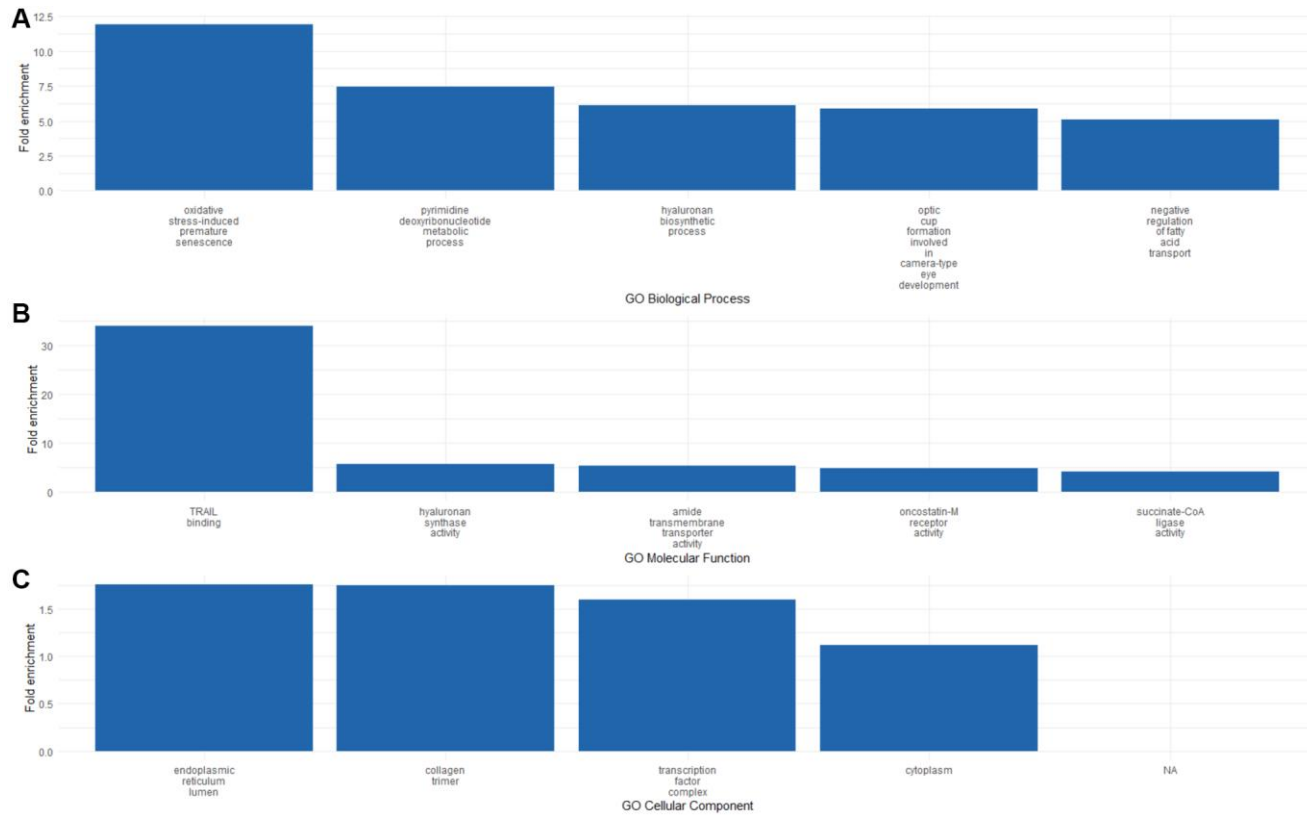 A
12.5
10.0
7.5
5.0
2.5
0.0
Fold enrichment
oxidative
stress-induced
premature
senescence
pyrimidine
deoxyribonucleotide
metabolic
process
hyaluronan
biosynthetic
process
optic
cup
formation
involved
in
camera-type
eye
development
negative
regulation
of fatty
acid
transport
GO Biological Process
B
30
20
10
0
Fold enrichment
TRAIL
binding
hyaluronan
synthase
activity
amide
transmembrane
transporter
activity
oncostatin-M
receptor
activity
succinate-CoA
ligase
activity
GO Molecular Function
C
1.5
1.0
0.5
0.0
Fold enrichment
endoplasmic
reticulum
lumen
collagen
trimer
transcription
factor
complex
cytoplasm
NA
GO Cellular Component